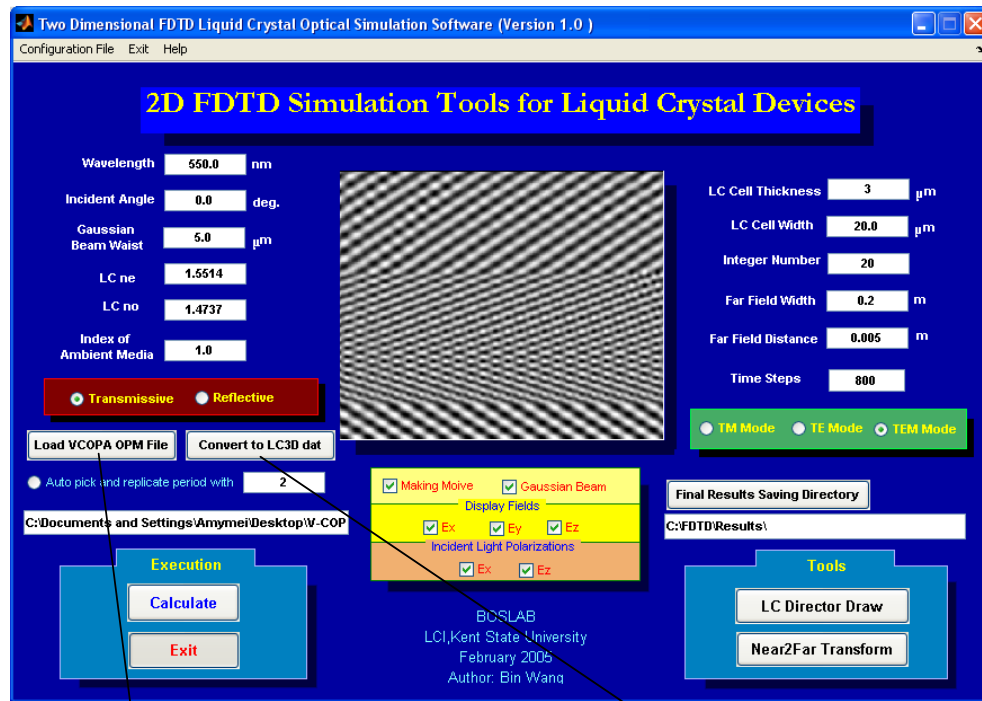 Two Dimensional FDTD Liquid Crystal Optical Simulation Software (Version 1.0 )
Configuration File Exit Help
2D FDTD Simulation Tools for Liquid Crystal Devices
Wavelength 550.0 nm
Incident Angle 0.0 deg.
Gaussian
Beam Waist 5.0 μm
LC ne 1.5514
LC no 1.4737
Index of
Ambient Media 1.0
Transmissive Reflective
Load VCOPA OPM File Convert to LC3D dat
Auto pick and replicate period with 2
C:\Documents and Settings\Amymei\Desktop\V-COP
Execution
Calculate
Exit
Making Moive Gaussian Beam
Display Fields
Ex Ey Ez
Incident Light Polarizations
Ex Ez
BOSLAB
LCI,Kent State University
February 2005
Author: Bin Wang
LC Cell Thickness 3 μm
LC Cell Width 20.0 μm
Integer Number 20
Far Field Width 0.2 m
Far Field Distance 0.005 m
Time Steps 800
TM Mode TE Mode TEM Mode
Final Results Saving Directory
C:\FDTD\Results\
Tools
LC Director Draw
Near2Far Transform